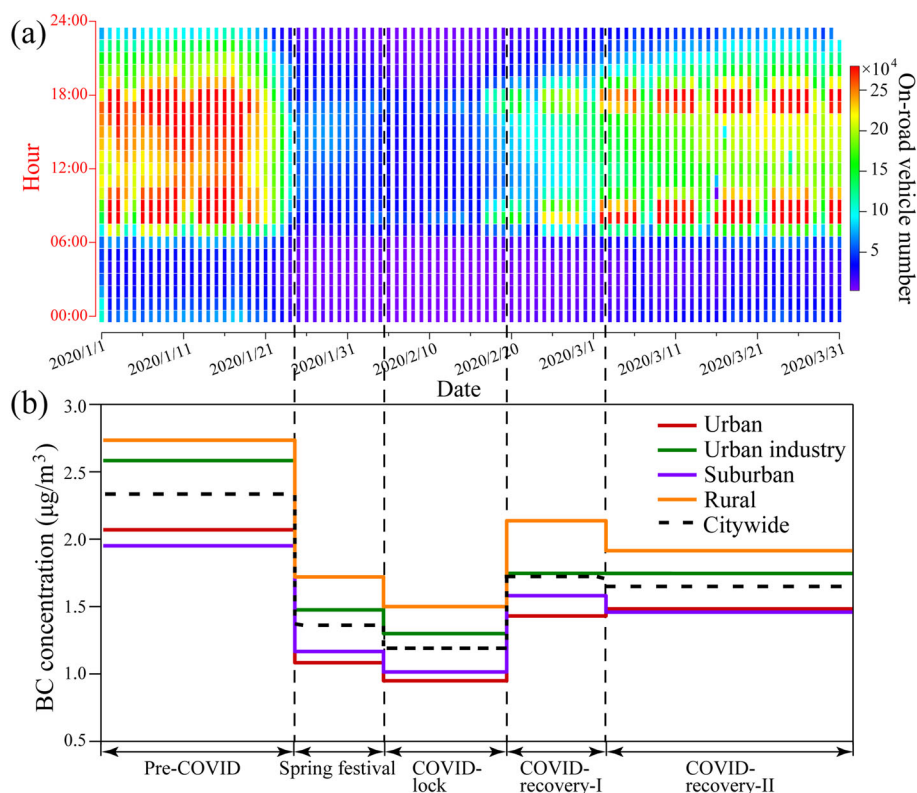 (a)
24:00
18:00
12:00
06:00
00:00
Hour
×10⁴
25
20
10
5
On-road vehicle number
2020/1/1
2020/1/11
2020/1/21
2020/1/31
2020/2/10
2020/2/20
2020/3/1
2020/3/11
2020/3/21
2020/3/31
Date
(b)
3.0
2.5
2.0
1.5
1.0
0.5
BC concentration (μg/m³)
Urban
Urban industry
Suburban
Rural
Citywide
Pre-COVID
Spring festival
COVID-
lock
COVID-
recovery-I
COVID-
recovery-II